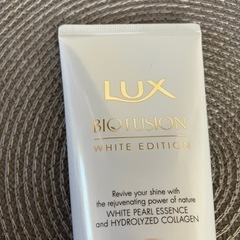 LUX
BIOFUSION
WHITE EDITION
Revive your shine with
the rejuvenating power of nature
WHITE PEARL ESSENCE
and HYDROLYZED COLLAGEN